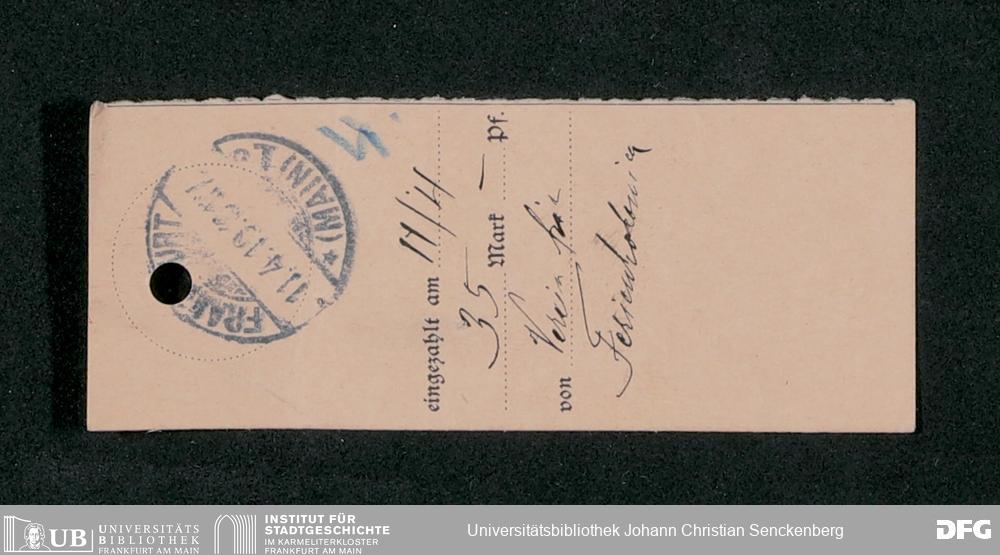 FRANKFURT (MAIN) 1
11.4.19.
eingezahlt am 11/4
35 Mark — Pf.
von Verein für
Ferienkolonien
UB UNIVERSITÄTS
BIBLIOTHEK
FRANKFURT AM MAIN
INSTITUT FÜR
STADTGESCHICHTE
IM KARMELITERKLOSTER
FRANKFURT AM MAIN
Universitätsbibliothek Johann Christian Senckenberg
DFG